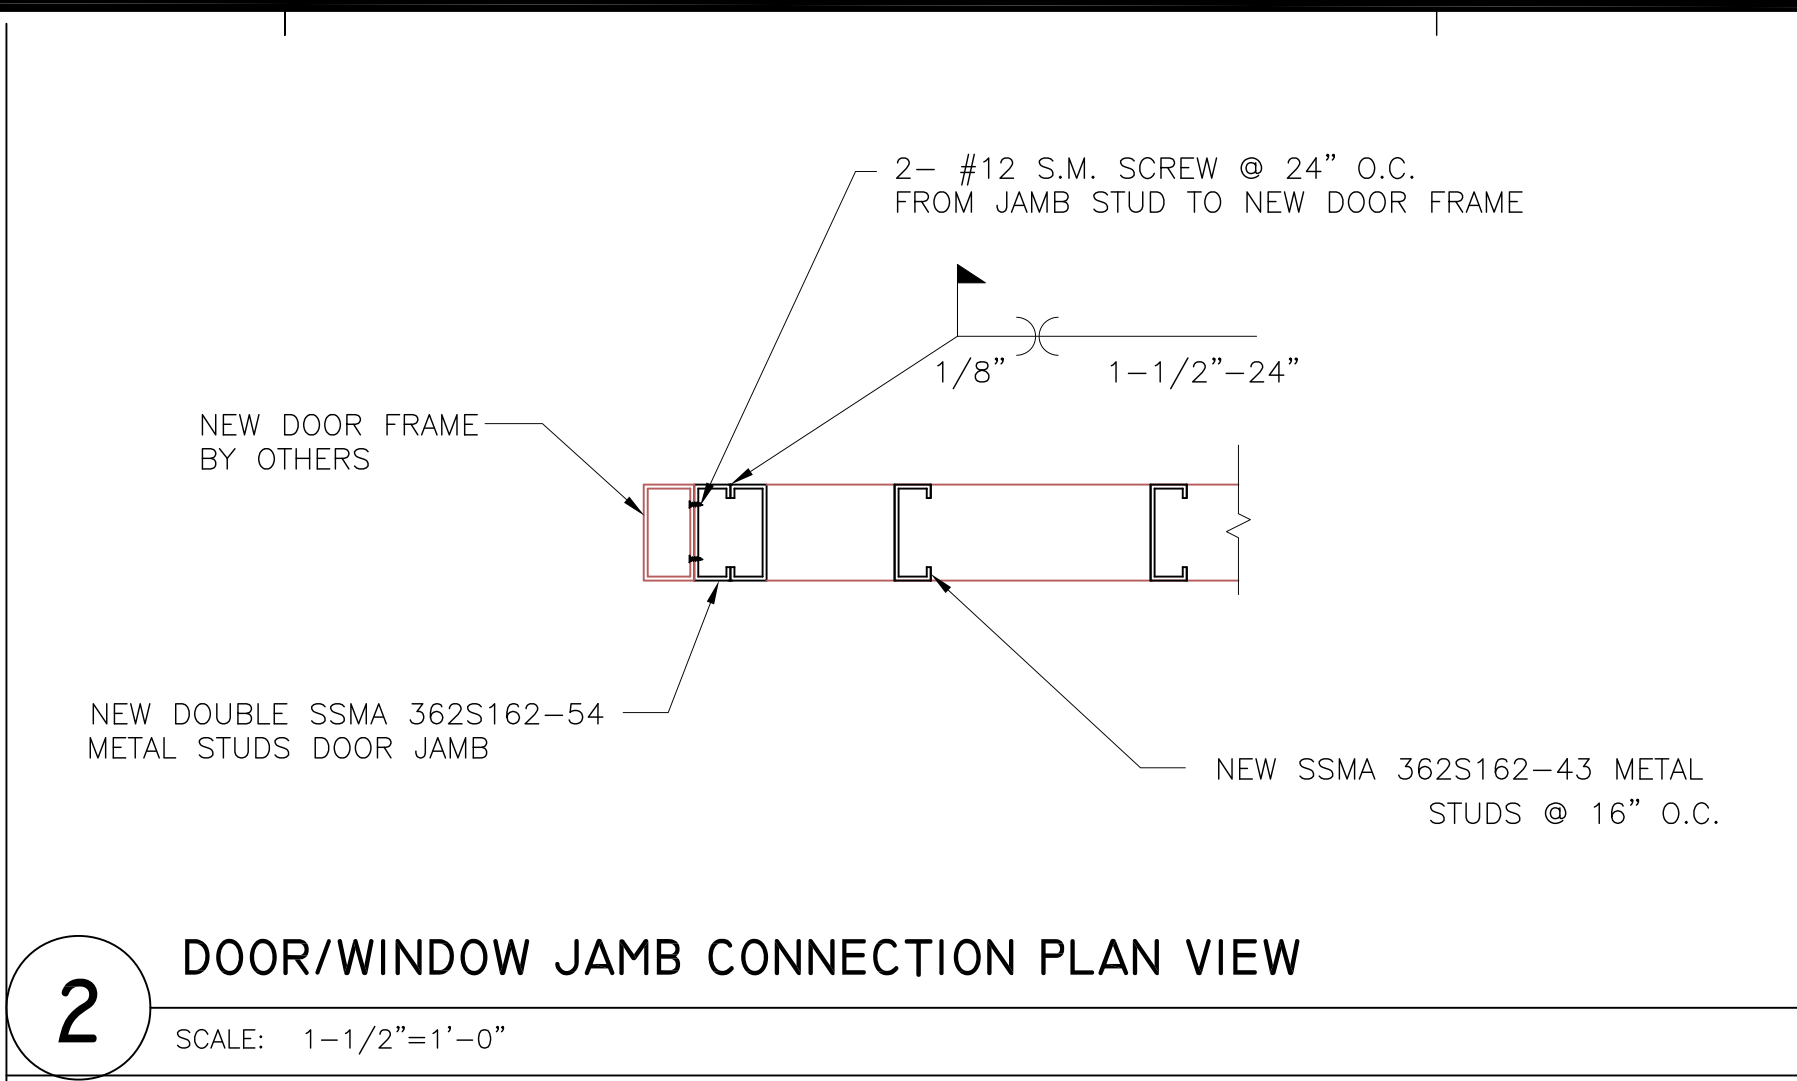 2- #12 S.M. SCREW @ 24" O.C.
FROM JAMB STUD TO NEW DOOR FRAME
1/8" 1-1/2"-24"
NEW DOOR FRAME
BY OTHERS
NEW DOUBLE SSMA 362S162-54
METAL STUDS DOOR JAMB
NEW SSMA 362S162-43 METAL
STUDS @ 16" O.C.
2
DOOR/WINDOW JAMB CONNECTION PLAN VIEW
SCALE: 1-1/2"=1'-0"